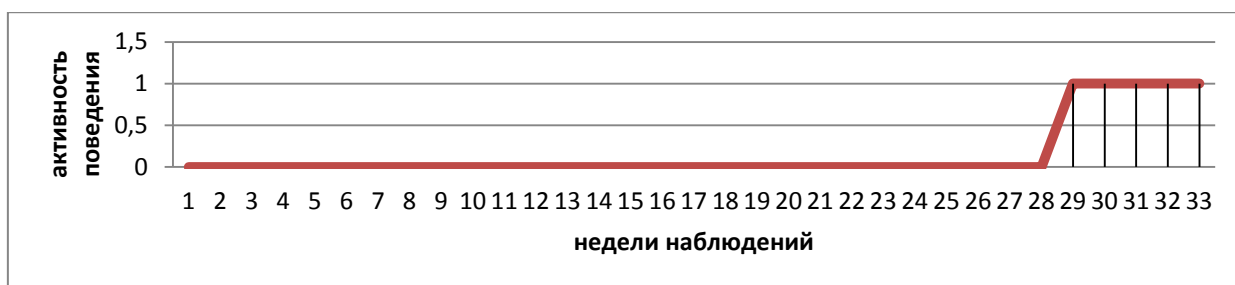 активность
поведения
1,5
1
0,5
0
1 2 3 4 5 6 7 8 9 10 11 12 13 14 15 16 17 18 19 20 21 22 23 24 25 26 27 28 29 30 31 32 33
недели наблюдений